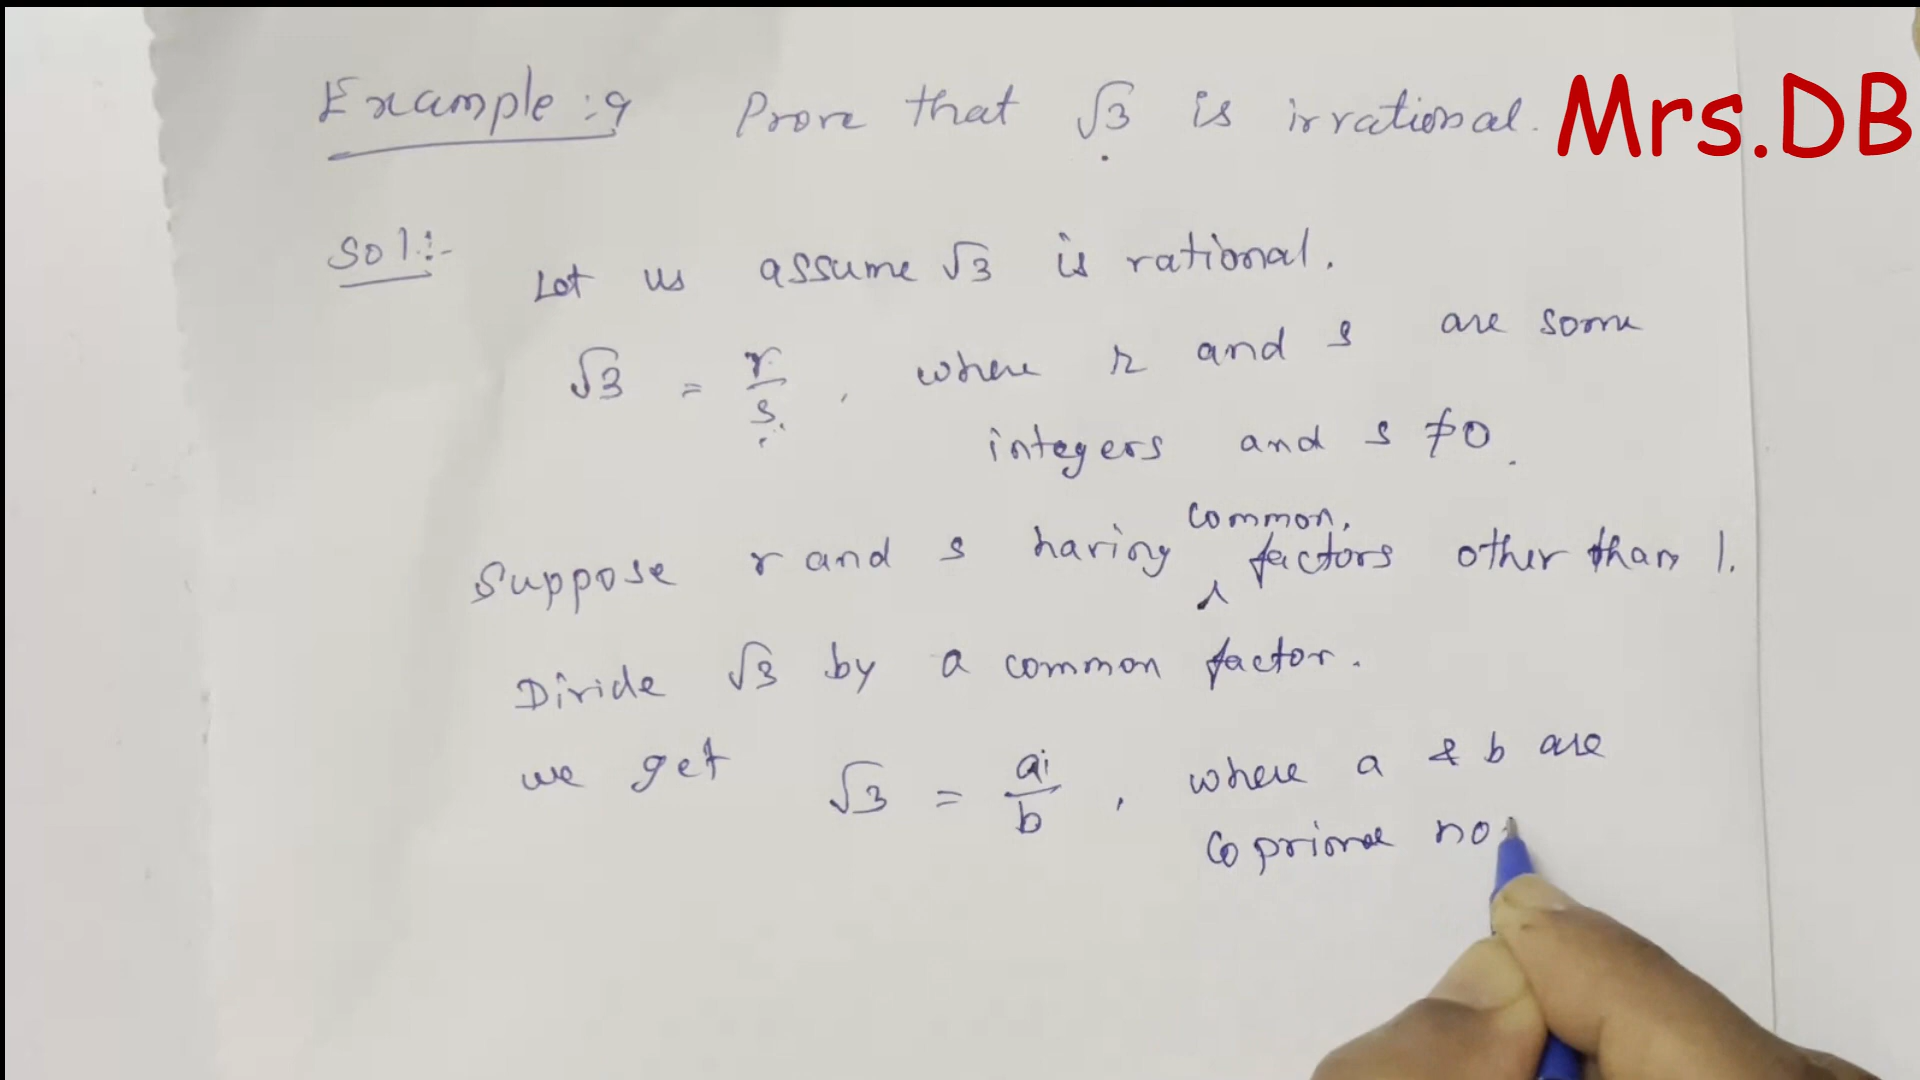 Example : 9 Prove that √3 is irrational. Mrs.DB
Sol:- Let us assume √3 is rational.
√3 = r/s, where r and s are some
integers and s ≠ 0.
Suppose r and s having common factors other than 1.
Divide √3 by a common factor.
we get √3 = a/b, where a & b are
coprime no